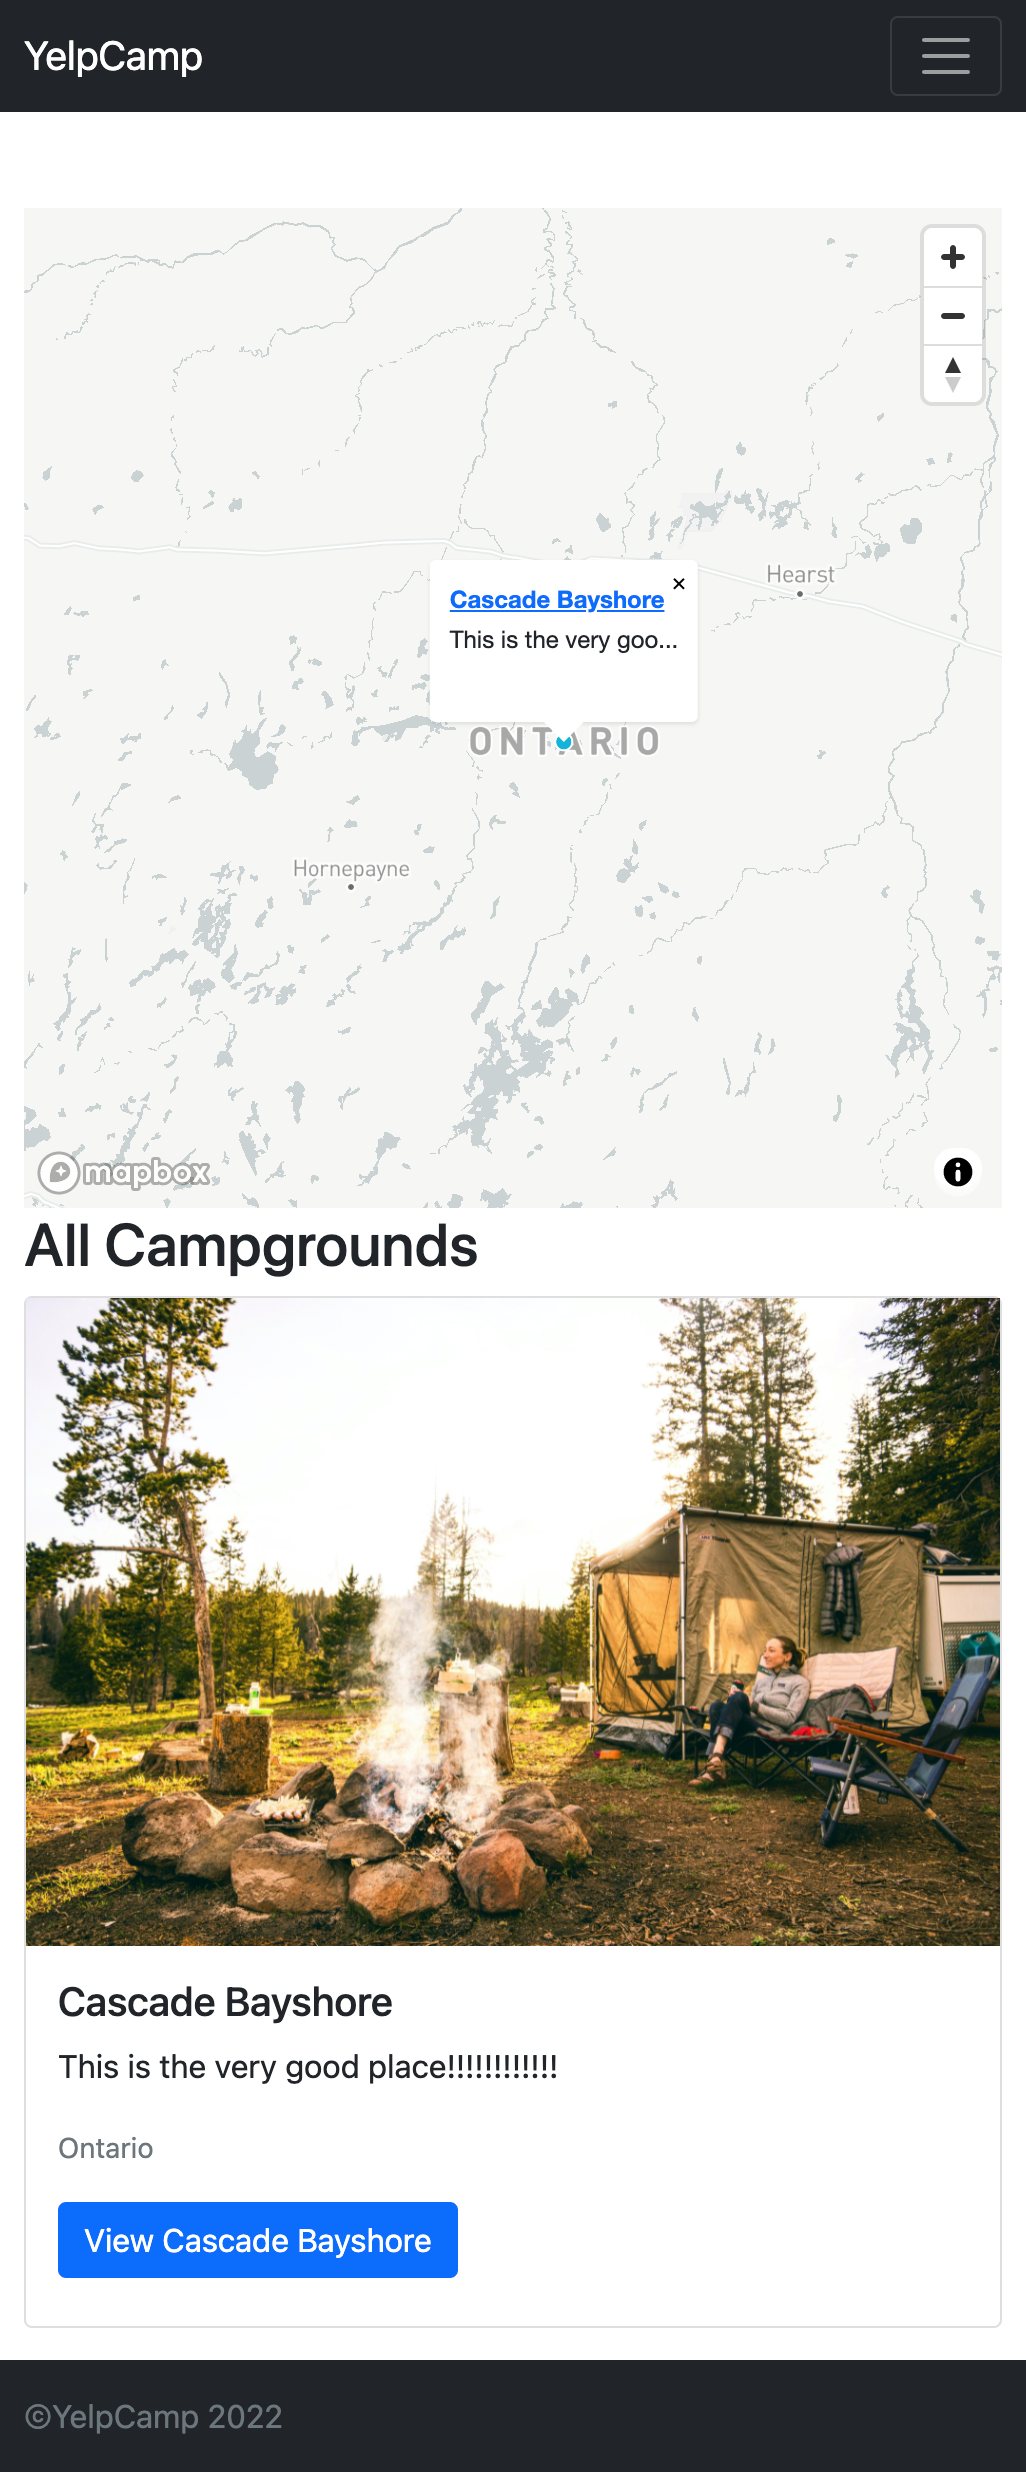 YelpCamp
Hearst
Cascade Bayshore ×
This is the very goo...
ONTARIO
Hornepayne
mapbox
All Campgrounds
Cascade Bayshore
This is the very good place!!!!!!!!!!!!
Ontario
View Cascade Bayshore
©YelpCamp 2022